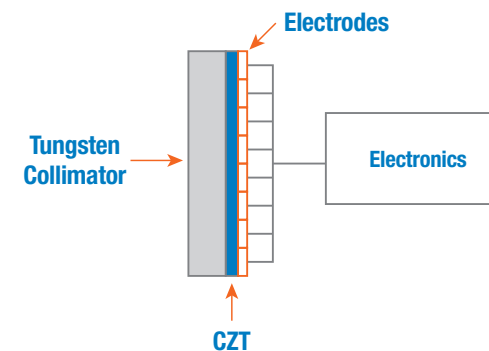 Electrodes
Tungsten
Collimator
Electronics
CZT